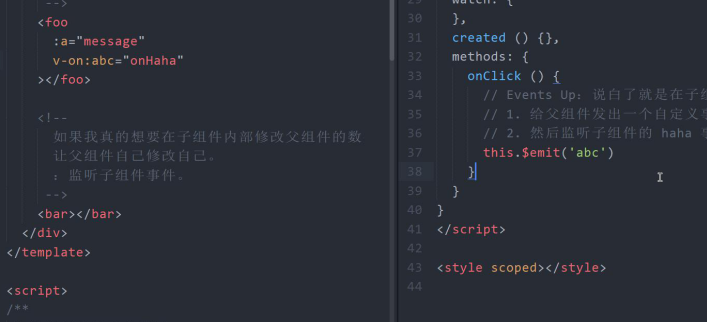 -->
<foo
:a="message"
v-on:abc="onHaha"
></foo>
<!--
如果我真的想要在子组件内部修改父组件的数
让父组件自己修改自己。
：监听子组件事件。
-->
<bar></bar>
</div>
</template>
<script>
/**
29 watch: {
30 },
31 created () {},
32 methods: {
33 onClick () {
34 // Events Up：说白了就是在子组
35 // 1. 给父组件发出一个自定义事
36 // 2. 然后监听子组件的 haha 事
37 this.$emit('abc')
38 }
39 }
40 }
41 </script>
42
43 <style scoped></style>
44